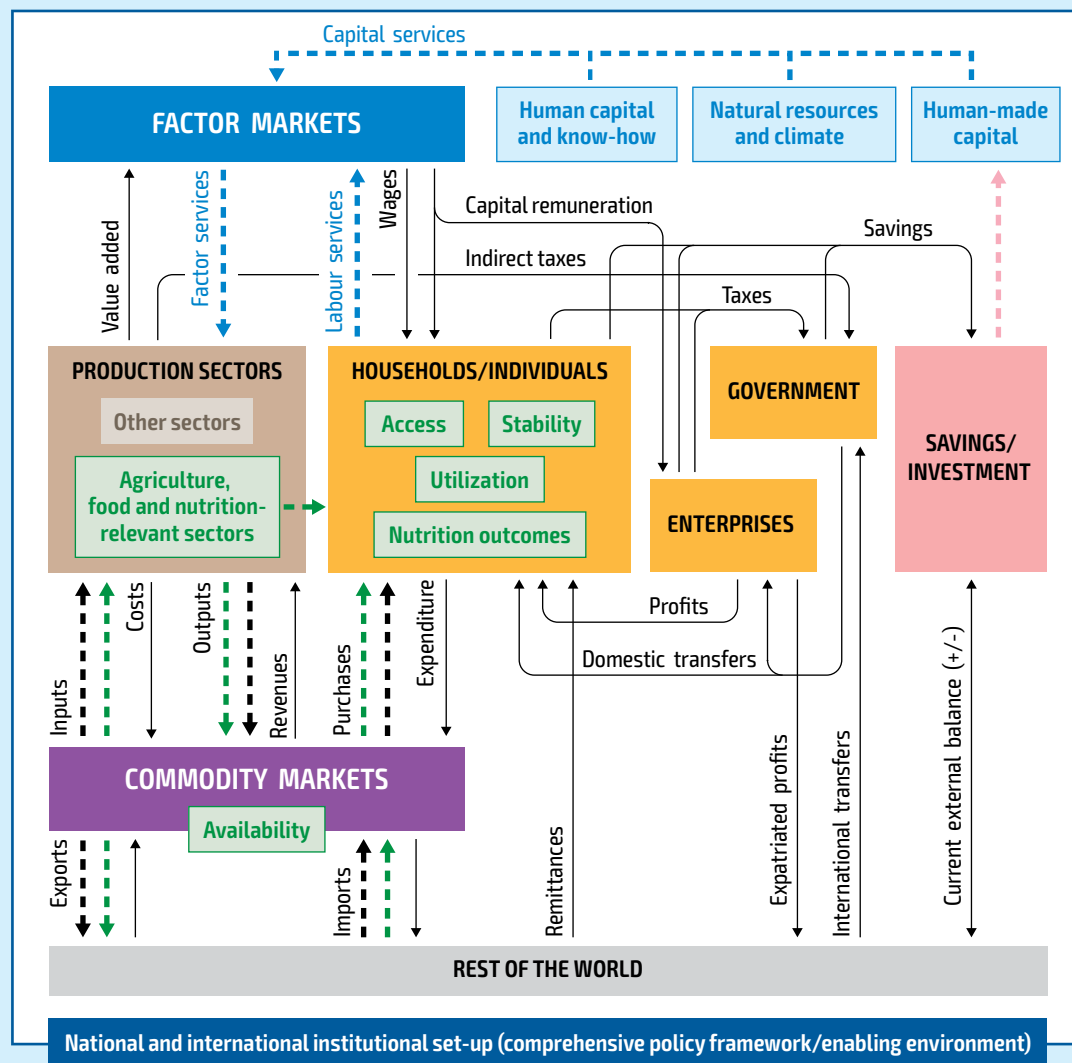 Capital services
FACTOR MARKETS
Human capital
and know-how
Natural resources
and climate
Human-made
capital
Value added
Factor services
Labour services
Wages
Capital remuneration
Savings
Indirect taxes
Taxes
PRODUCTION SECTORS
Other sectors
Agriculture,
food and nutrition-
relevant sectors
HOUSEHOLDS/INDIVIDUALS
Access
Stability
Utilization
Nutrition outcomes
GOVERNMENT
ENTERPRISES
SAVINGS/
INVESTMENT
Inputs
Costs
Outputs
Revenues
Purchases
Expenditure
Profits
Domestic transfers
COMMODITY MARKETS
Availability
Exports
Imports
Remittances
Expatriated profits
International transfers
Current external balance (+/-)
REST OF THE WORLD
National and international institutional set-up (comprehensive policy framework/enabling environment)